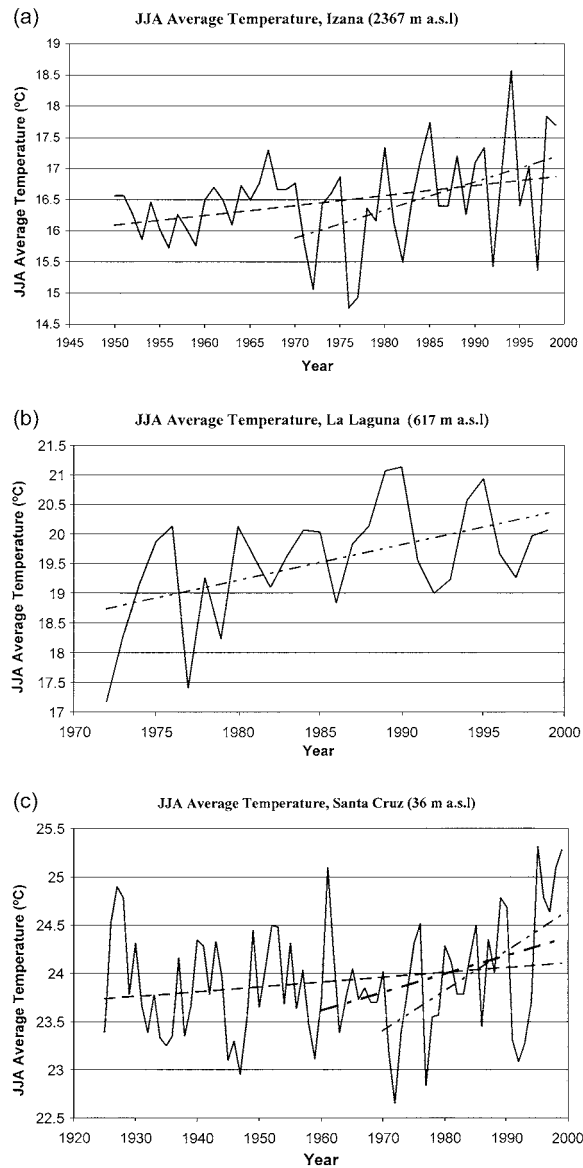 (a)
JJA Average Temperature, Izana (2367 m a.s.l)
JJA Average Temperature (ºC)
19
18.5
18
17.5
17
16.5
16
15.5
15
14.5
1945 1950 1955 1960 1965 1970 1975 1980 1985 1990 1995 2000
Year
(b)
JJA Average Temperature, La Laguna (617 m a.s.l)
JJA Average Temperature (ºC)
21.5
21
20.5
20
19.5
19
18.5
18
17.5
17
1970 1975 1980 1985 1990 1995 2000
Year
(c)
JJA Average Temperature, Santa Cruz (36 m a.s.l)
JJA Average Temperature (ºC)
25.5
25
24.5
24
23.5
23
22.5
1920 1930 1940 1950 1960 1970 1980 1990 2000
Year